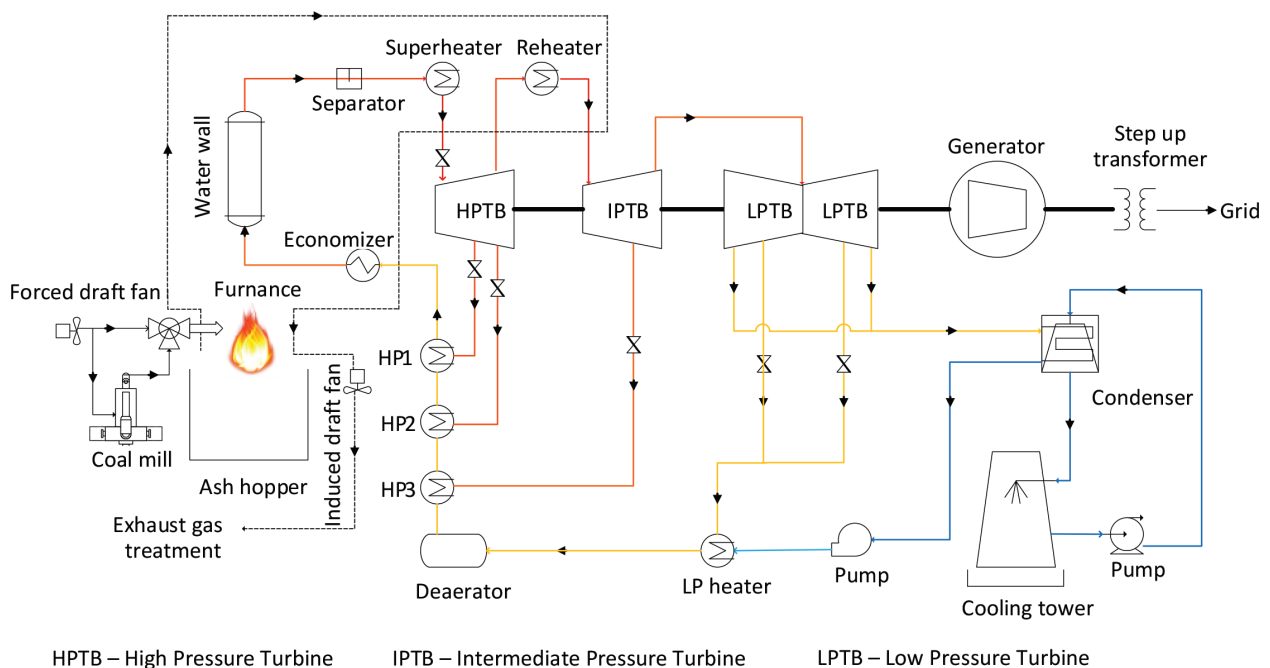 Superheater
Reheater
Separator
Water wall
Step up
transformer
Generator
HPTB
IPTB
LPTB
LPTB
Grid
Economizer
Forced draft fan
Furnance
HP1
Induced draft fan
Condenser
HP2
Coal mill
Ash hopper
HP3
Exhaust gas
treatment
Deaerator
LP heater
Pump
Pump
Cooling tower
HPTB – High Pressure Turbine
IPTB – Intermediate Pressure Turbine
LPTB – Low Pressure Turbine